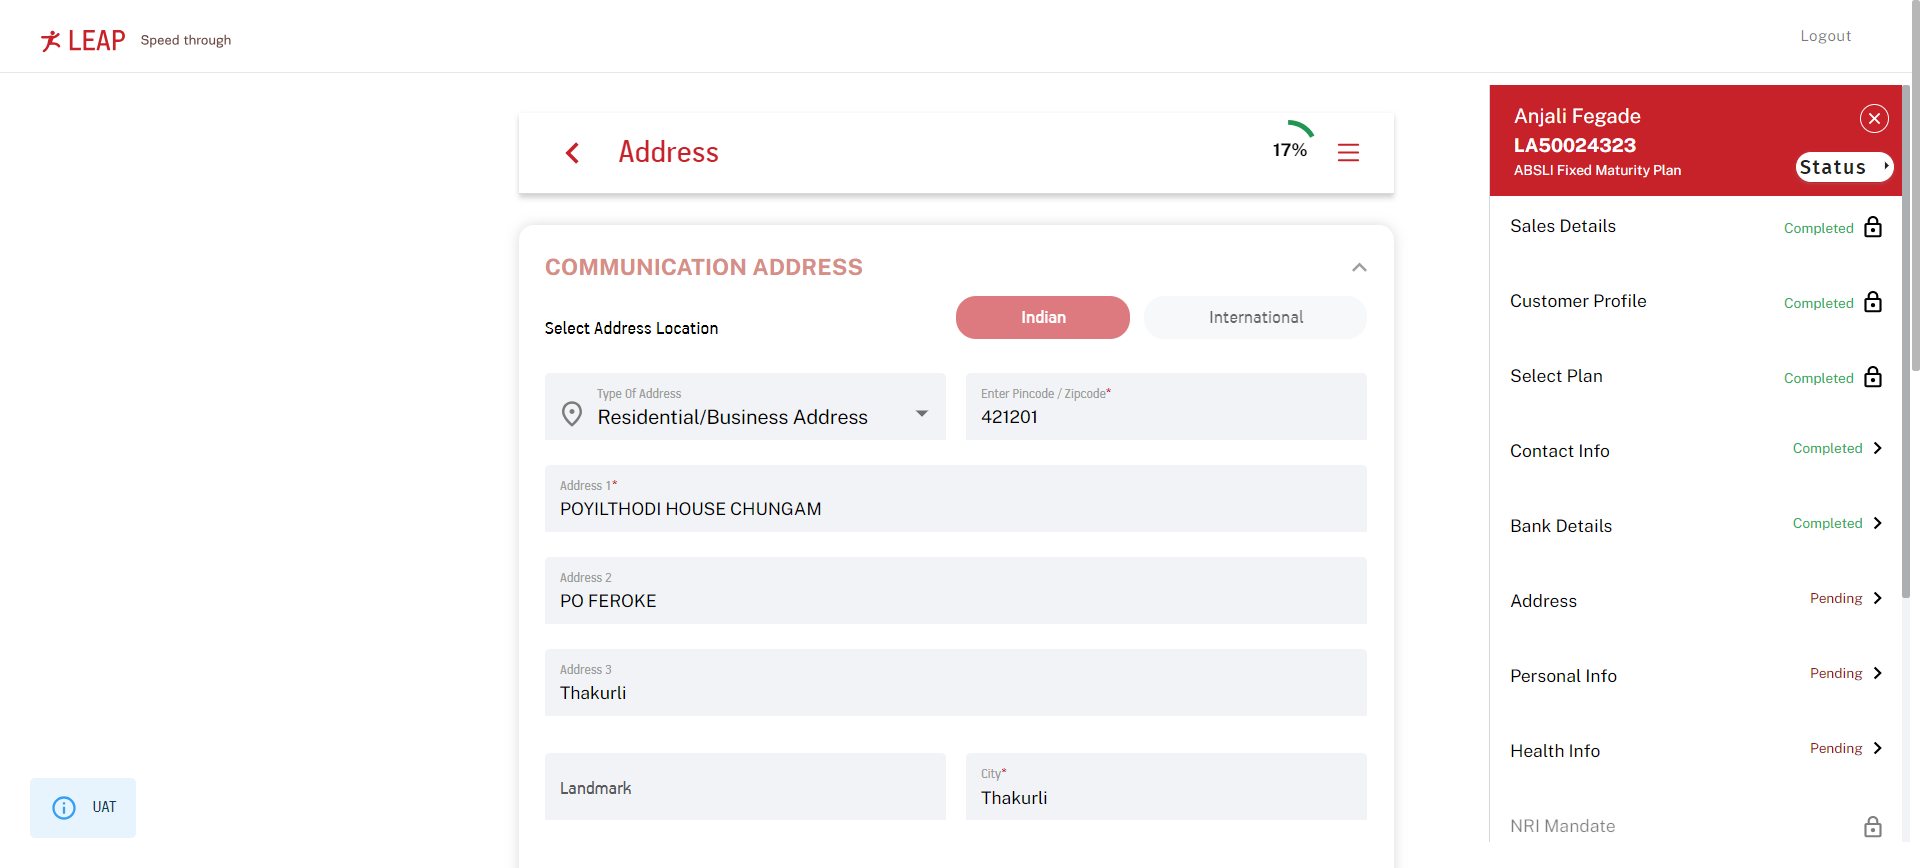 LEAP Speed through
Logout
Address
17%
COMMUNICATION ADDRESS
Select Address Location
Indian
International
Type Of Address
Residential/Business Address
Enter Pincode / Zipcode*
421201
Address 1*
POYILTHODI HOUSE CHUNGAM
Address 2
PO FEROKE
Address 3
Thakurli
Landmark
City*
Thakurli
UAT
Anjali Fegade
LA50024323
ABSLI Fixed Maturity Plan
Status
Sales Details Completed
Customer Profile Completed
Select Plan Completed
Contact Info Completed
Bank Details Completed
Address Pending
Personal Info Pending
Health Info Pending
NRI Mandate